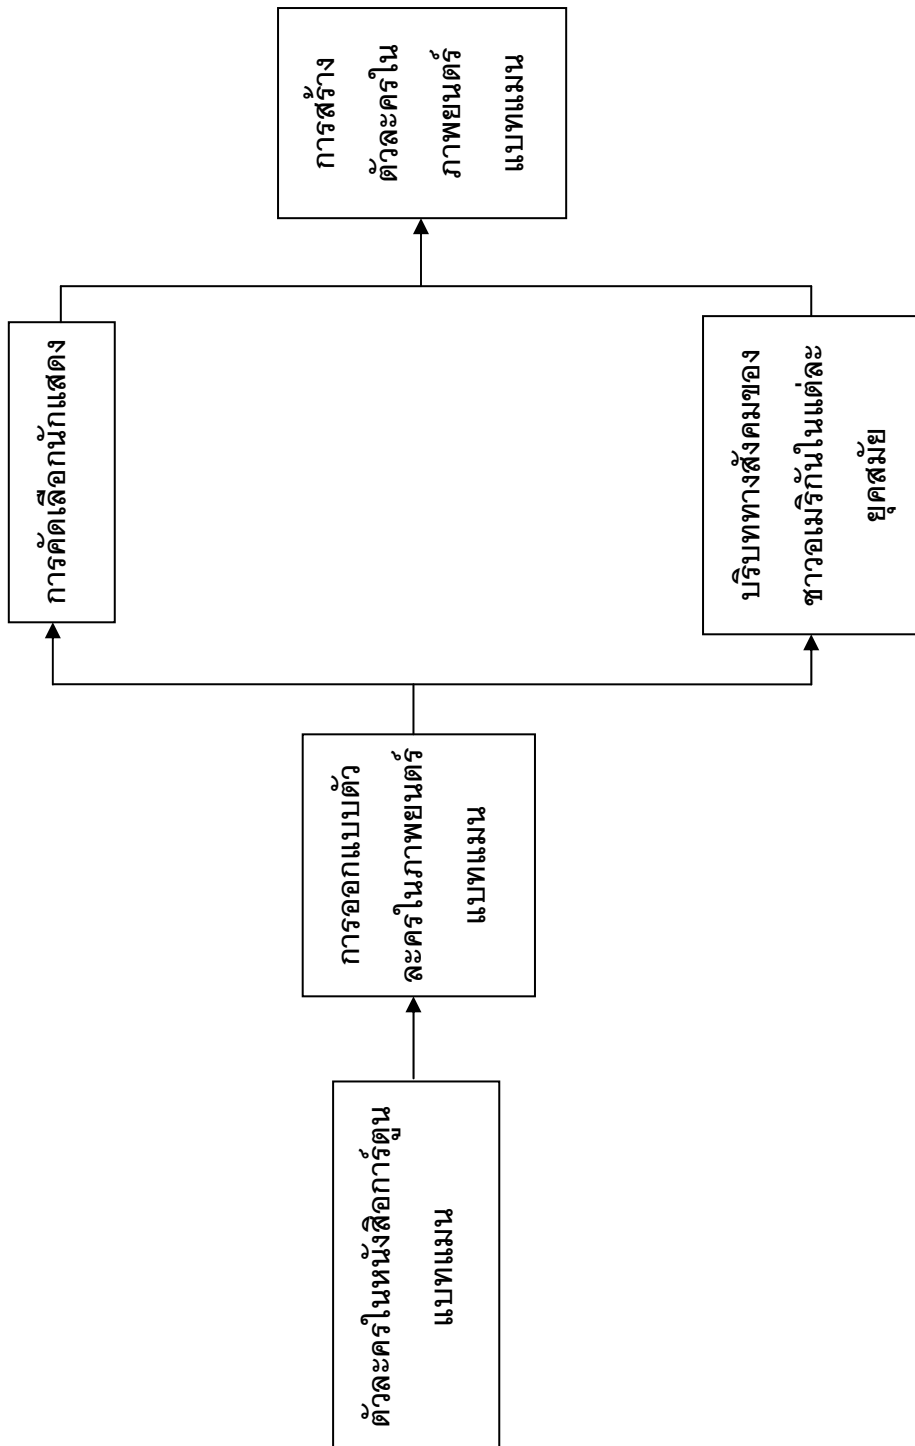 ตัวละครในหนังสือการ์ตูน
แบทแมน
การออกแบบตัว
ละครในภาพยนตร์
แบทแมน
การคัดเลือกนักแสดง
บริบททางสังคมของ
ชาวอเมริกันในแต่ละ
ยุคสมัย
การสร้าง
ตัวละครใน
ภาพยนตร์
แบทแมน